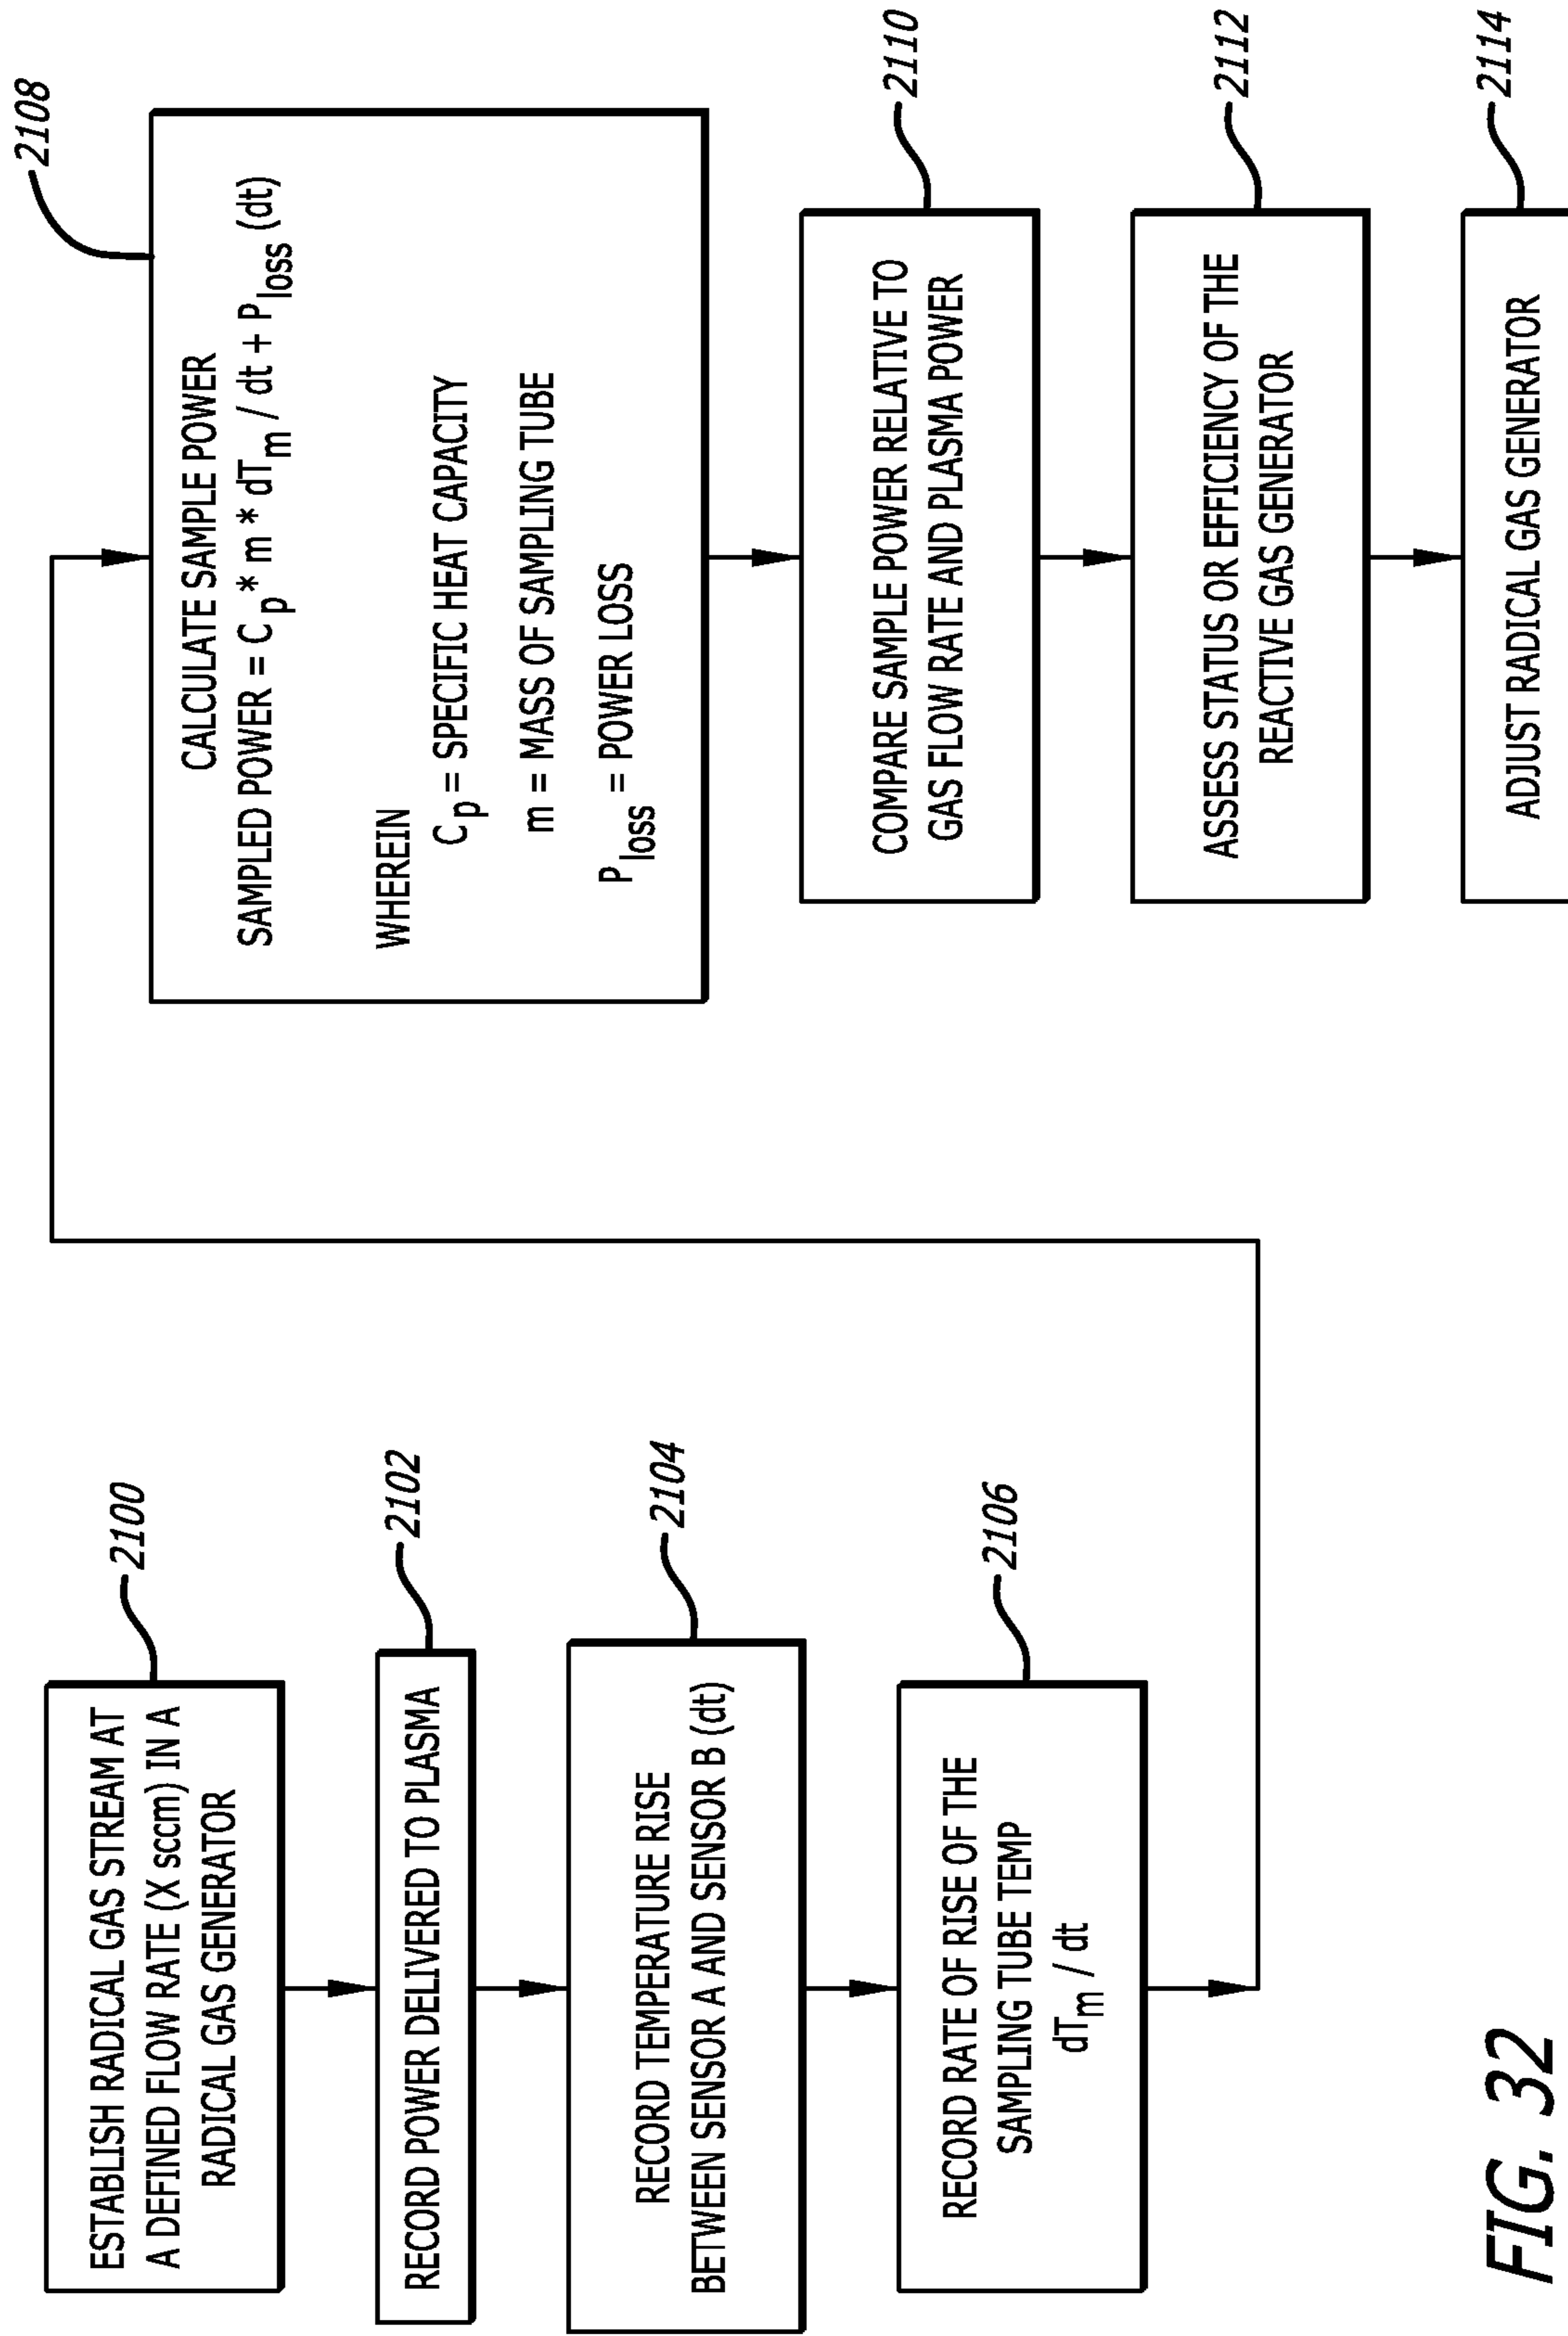 ESTABLISH RADICAL GAS STREAM AT
A DEFINED FLOW RATE (X sccm) IN A
RADICAL GAS GENERATOR
2100
RECORD POWER DELIVERED TO PLASMA
2102
RECORD TEMPERATURE RISE
BETWEEN SENSOR A AND SENSOR B (dt)
2104
RECORD RATE OF RISE OF THE
SAMPLING TUBE TEMP
dTm / dt
2106
CALCULATE SAMPLE POWER
SAMPLED POWER = Cp* m * dTm / dt + Ploss (dt)
WHEREIN
Cp = SPECIFIC HEAT CAPACITY
m = MASS OF SAMPLING TUBE
Ploss = POWER LOSS
2108
COMPARE SAMPLE POWER RELATIVE TO
GAS FLOW RATE AND PLASMA POWER
2110
ASSESS STATUS OR EFFICIENCY OF THE
REACTIVE GAS GENERATOR
2112
ADJUST RADICAL GAS GENERATOR
2114
FIG. 32